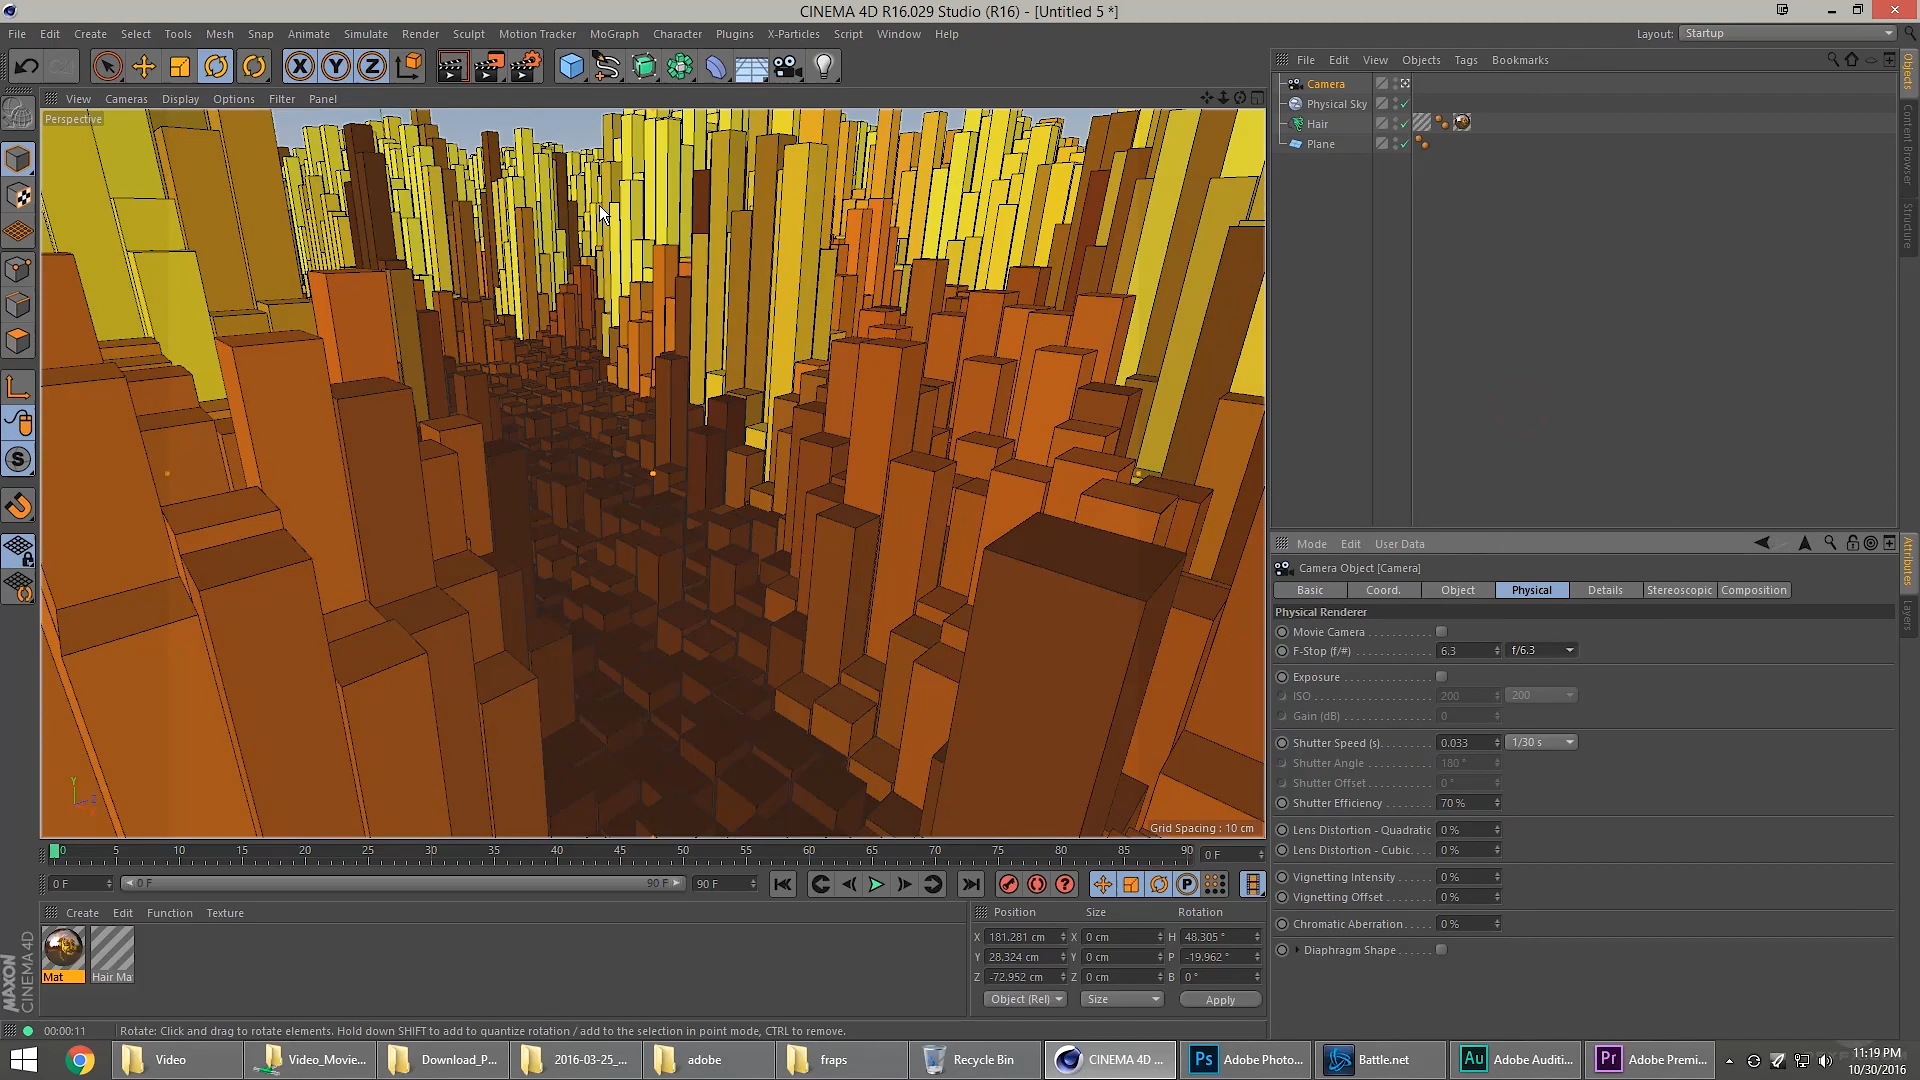 CINEMA 4D R16.029 Studio (R16) - [Untitled 5 *]
File Edit Create Select Tools Mesh Snap Animate Simulate Render Sculpt Motion Tracker MoGraph Character Plugins X-Particles Script Window Help
Layout: Startup
File Edit View Objects Tags Bookmarks
View Cameras Display Options Filter Panel
Perspective
Camera
Physical Sky
Hair
Plane
Objects
Content Browser
Structure
Mode Edit User Data
Camera Object [Camera]
Basic Coord. Object Physical Details Stereoscopic Composition
Physical Renderer
Movie Camera
F-Stop (f/#) 6.3 f/6.3
Exposure
ISO 200 200
Gain (dB) 0
Shutter Speed (s) 0.033 1/30 s
Shutter Angle 180 °
Shutter Offset 0 °
Shutter Efficiency 70 %
Lens Distortion - Quadratic 0 %
Lens Distortion - Cubic 0 %
Vignetting Intensity 0 %
Vignetting Offset 0 %
Chromatic Aberration 0 %
Diaphragm Shape
Attributes
Layers
Y
Z
X
Grid Spacing : 10 cm
0 5 10 15 20 25 30 35 40 45 50 55 60 65 70 75 80 85 90
0 F
0 F 0 F 90 F 90 F
Create Edit Function Texture
Mat
Hair Ma
Position Size Rotation
X 181.281 cm X 0 cm H 48.305 °
Y 28.324 cm Y 0 cm P -19.962 °
Z -72.952 cm Z 0 cm B 0 °
Object (Rel) Size Apply
MAXON
CINEMA 4D
00:00:11 Rotate: Click and drag to rotate elements. Hold down SHIFT to add to quantize rotation / add to the selection in point mode, CTRL to remove.
Video
Video_Movie...
Download_P...
2016-03-25_...
adobe
fraps
Recycle Bin
CINEMA 4D ...
Ps Adobe Photo...
Battle.net
Au Adobe Auditi...
Pr Adobe Premi...
11:19 PM
10/30/2016